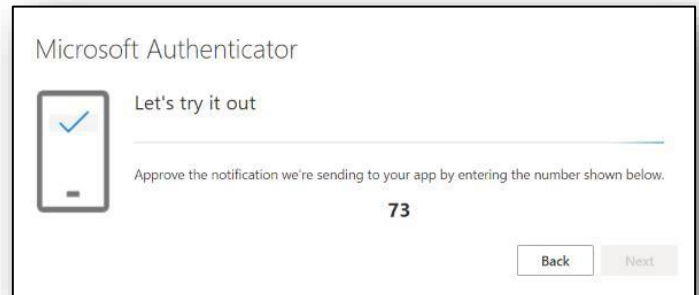 Microsoft Authenticator
Let's try it out
Approve the notification we're sending to your app by entering the number shown below.
73
Back
Next